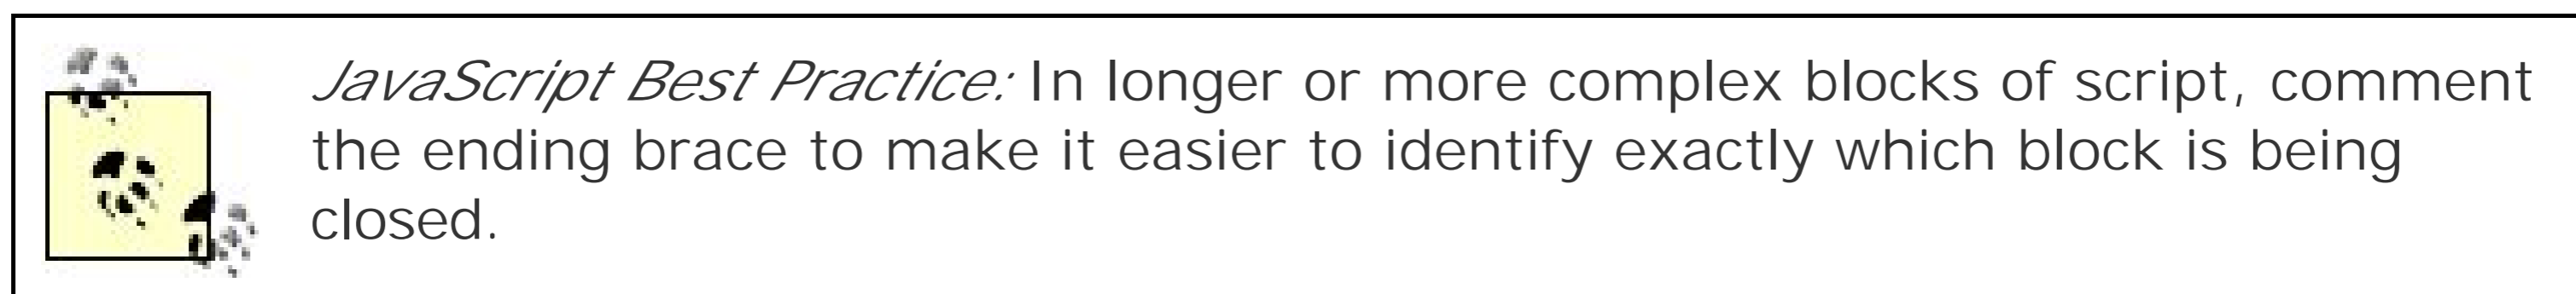 JavaScript Best Practice: In longer or more complex blocks of script, comment
the ending brace to make it easier to identify exactly which block is being
closed.